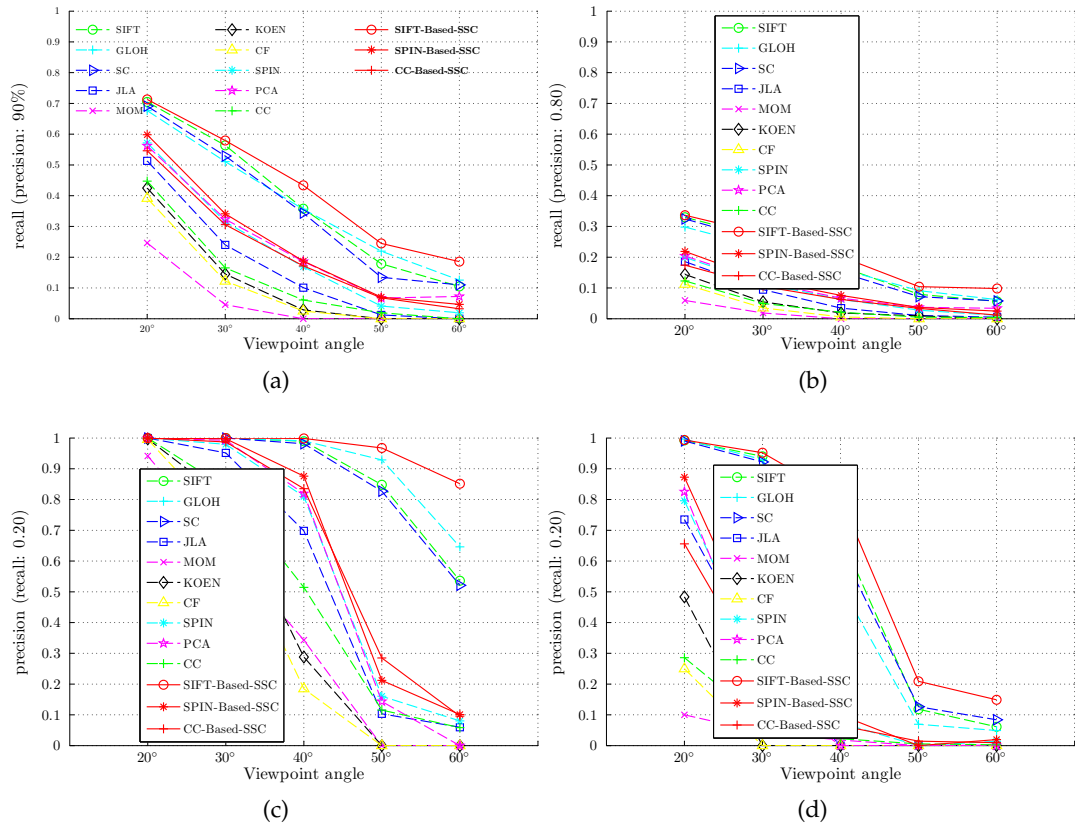 1
0.9
0.8
0.7
0.6
0.5
0.4
0.3
0.2
0.1
0
recall (precision: 90%)
SIFT
GLOH
SC
JLA
MOM
KOEN
CF
SPIN
PCA
CC
SIFT-Based-SSC
SPIN-Based-SSC
CC-Based-SSC
20° 30° 40° 50° 60°
Viewpoint angle
(a)
1
0.9
0.8
0.7
0.6
0.5
0.4
0.3
0.2
0.1
0
recall (precision: 0.80)
SIFT
GLOH
SC
JLA
MOM
KOEN
CF
SPIN
PCA
CC
SIFT-Based-SSC
SPIN-Based-SSC
CC-Based-SSC
20° 30° 40° 50° 60°
Viewpoint angle
(b)
1
0.9
0.8
0.7
0.6
0.5
0.4
0.3
0.2
0.1
0
precision (recall: 0.20)
SIFT
GLOH
SC
JLA
MOM
KOEN
CF
SPIN
PCA
CC
SIFT-Based-SSC
SPIN-Based-SSC
CC-Based-SSC
20° 30° 40° 50° 60°
Viewpoint angle
(c)
1
0.9
0.8
0.7
0.6
0.5
0.4
0.3
0.2
0.1
0
precision (recall: 0.20)
SIFT
GLOH
SC
JLA
MOM
KOEN
CF
SPIN
PCA
CC
SIFT-Based-SSC
SPIN-Based-SSC
CC-Based-SSC
20° 30° 40° 50° 60°
Viewpoint angle
(d)